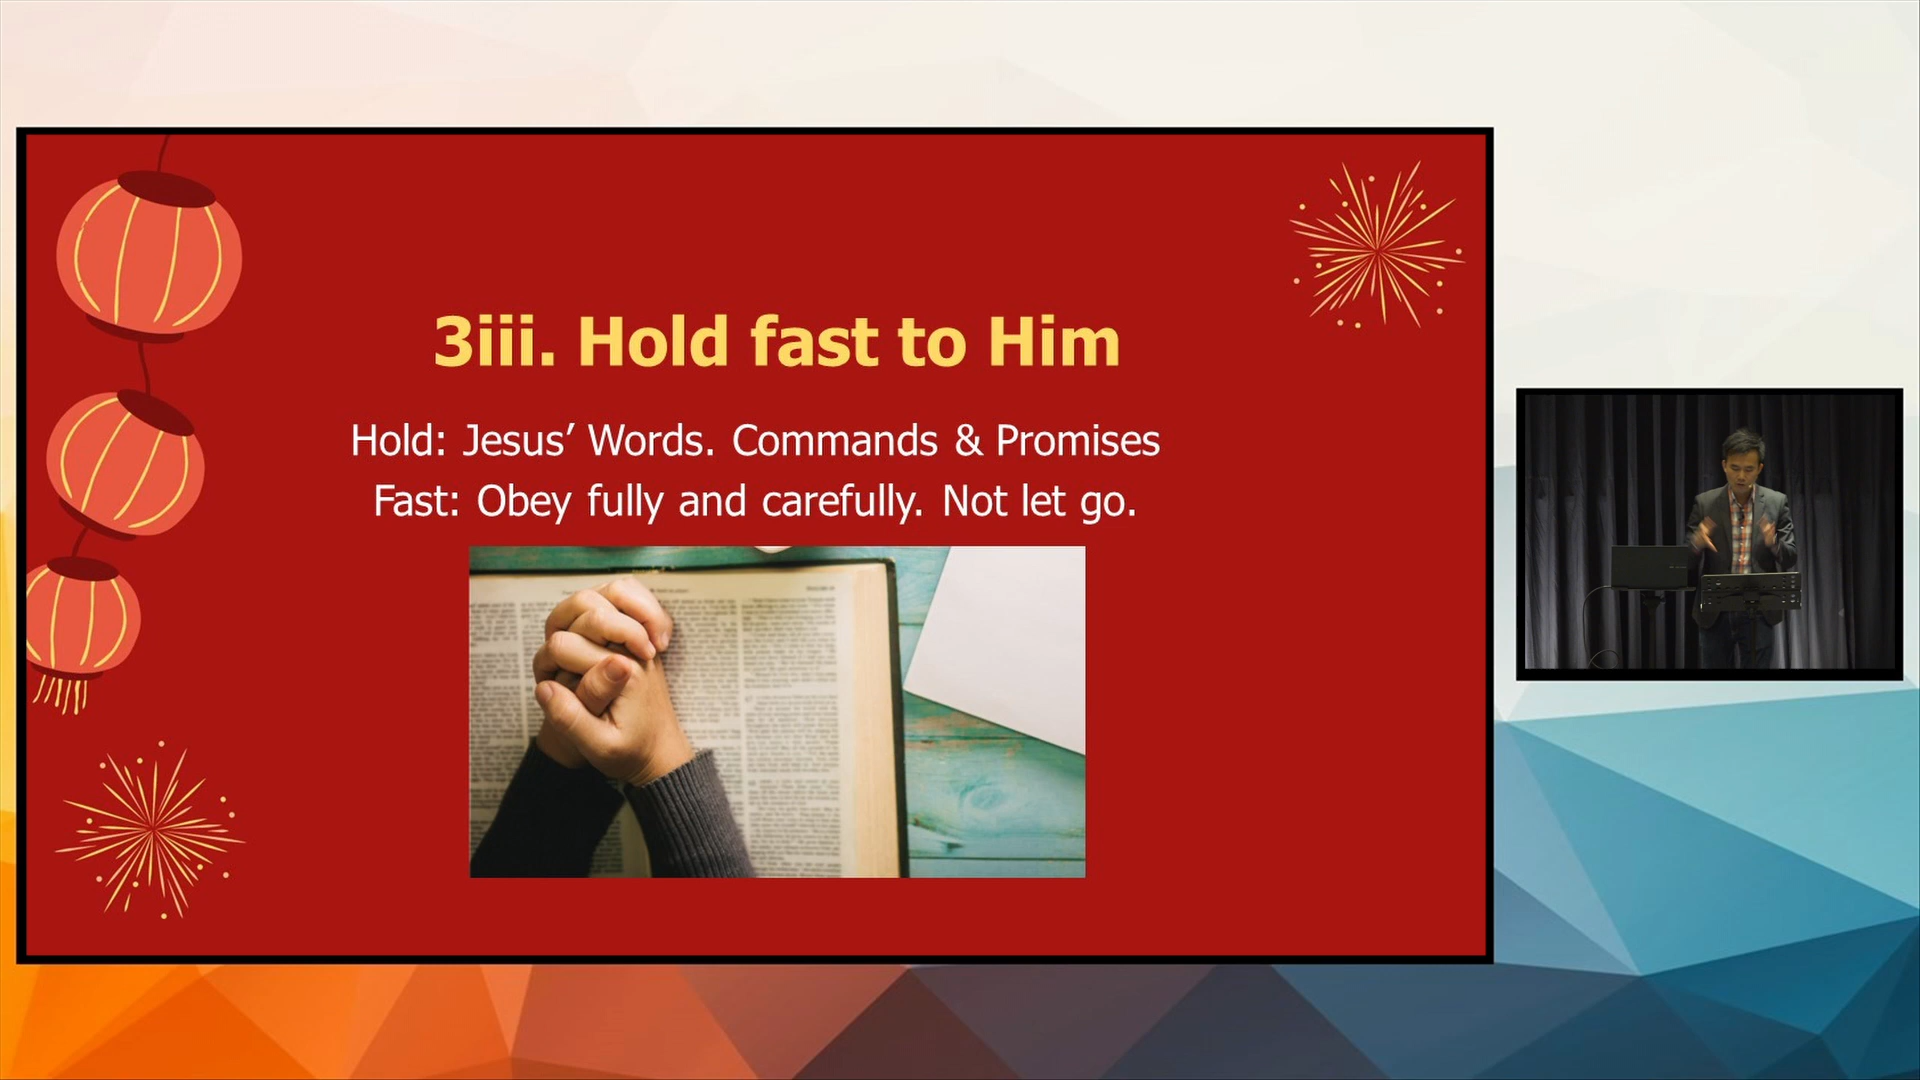 3iii. Hold fast to Him
Hold: Jesus’ Words. Commands & Promises
Fast: Obey fully and carefully. Not let go.